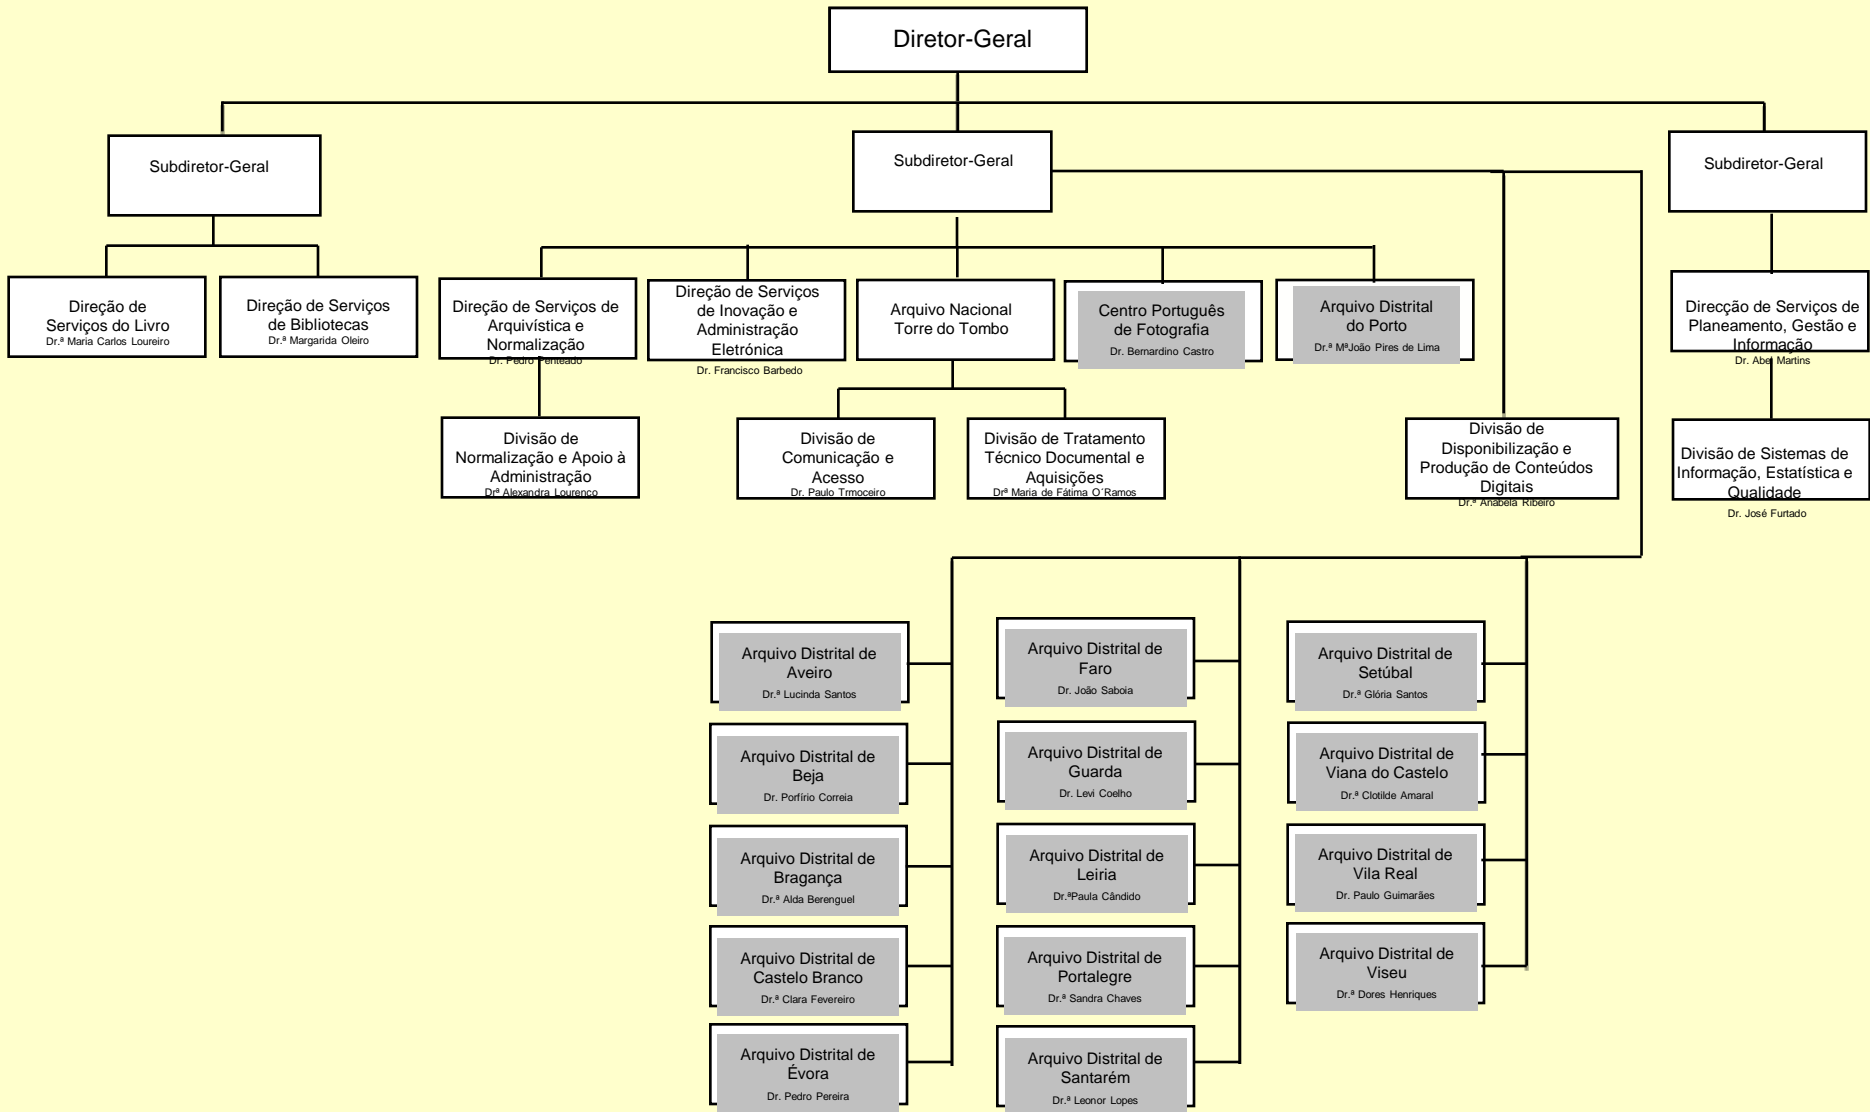 Diretor-Geral
Subdiretor-Geral
Subdiretor-Geral
Subdiretor-Geral
Direção de
Serviços do Livro
Dr.ª Maria Carlos Loureiro
Direção de Serviços
de Bibliotecas
Dr.ª Margarida Oleiro
Direção de Serviços de
Arquivística e
Normalização
Dr. Pedro Penteado
Direção de Serviços
de Inovação e
Administração
Eletrónica
Dr. Francisco Barbedo
Arquivo Nacional
Torre do Tombo
Centro Português
de Fotografia
Dr. Bernardino Castro
Arquivo Distrital
do Porto
Dr.ª MªJoão Pires de Lima
Direcção de Serviços de
Planeamento, Gestão e
Informação
Dr. Abel Martins
Divisão de
Normalização e Apoio à
Administração
Drª Alexandra Lourenco
Divisão de
Comunicação e
Acesso
Dr. Paulo Trmoceiro
Divisão de Tratamento
Técnico Documental e
Aquisições
Drª Maria de Fátima O´Ramos
Divisão de
Disponibilização e
Produção de Conteúdos
Digitais
Dr.ª Anabela Ribeiro
Divisão de Sistemas de
Informação, Estatística e
Qualidade
Dr. José Furtado
Arquivo Distrital de
Aveiro
Dr.ª Lucinda Santos
Arquivo Distrital de
Beja
Dr. Porfírio Correia
Arquivo Distrital de
Bragança
Dr.ª Alda Berenguel
Arquivo Distrital de
Castelo Branco
Dr.ª Clara Fevereiro
Arquivo Distrital de
Évora
Dr. Pedro Pereira
Arquivo Distrital de
Faro
Dr. João Saboia
Arquivo Distrital de
Guarda
Dr. Levi Coelho
Arquivo Distrital de
Leiria
Dr.ªPaula Cândido
Arquivo Distrital de
Portalegre
Dr.ª Sandra Chaves
Arquivo Distrital de
Santarém
Dr.ª Leonor Lopes
Arquivo Distrital de
Setúbal
Dr.ª Glória Santos
Arquivo Distrital de
Viana do Castelo
Dr.ª Clotilde Amaral
Arquivo Distrital de
Vila Real
Dr. Paulo Guimarães
Arquivo Distrital de
Viseu
Dr.ª Dores Henriques